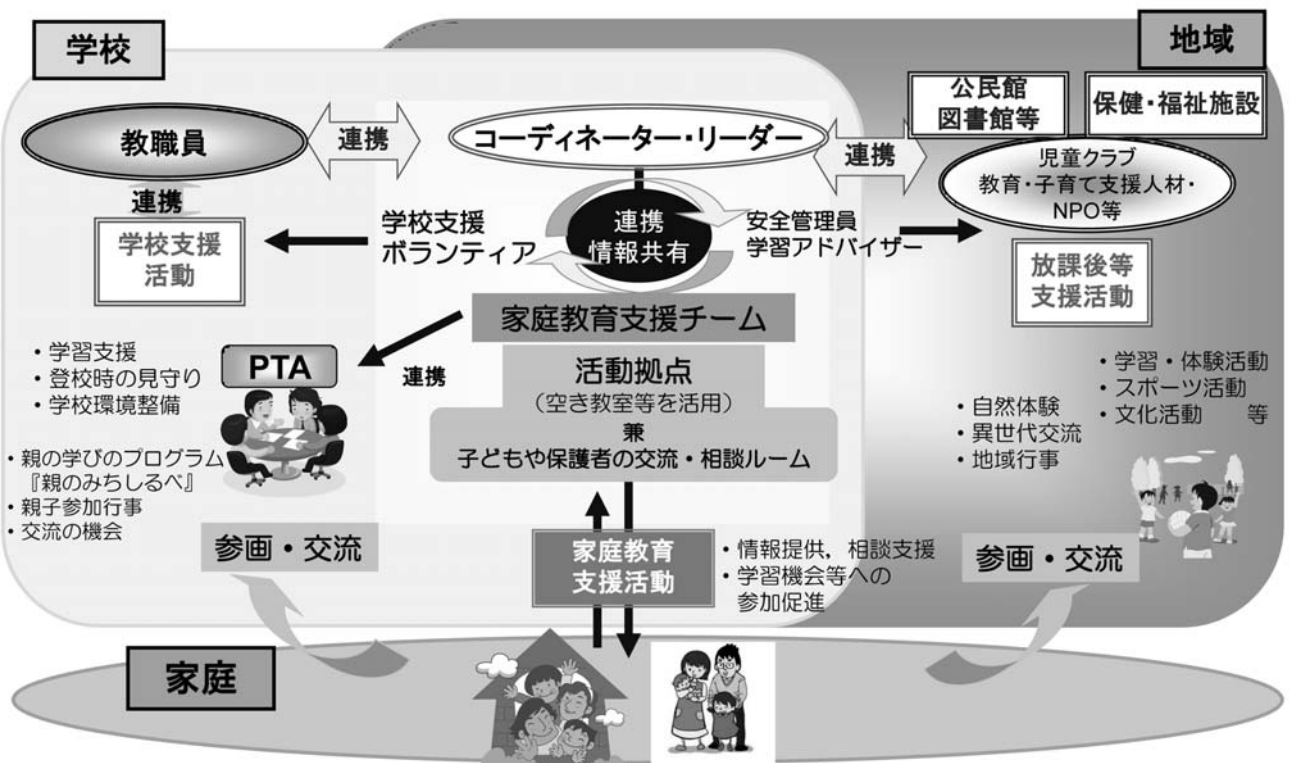 学校
地域
公民館
図書館等
保健・福祉施設
教職員
連携
コーディネーター・リーダー
連携
児童クラブ
教育・子育て支援人材・
NPO等
連携
学校支援
活動
学校支援
ボランティア
連携
情報共有
安全管理員
学習アドバイザー
放課後等
支援活動
家庭教育支援チーム
・学習支援
・登校時の見守り
・学校環境整備
PTA
連携
活動拠点
（空き教室等を活用）
兼
子どもや保護者の交流・相談ルーム
・学習・体験活動
・スポーツ活動
・文化活動　等
・自然体験
・異世代交流
・地域行事
・親の学びのプログラム
『親のみちしるべ』
・親子参加行事
・交流の機会
参画・交流
家庭教育
支援活動
・情報提供，相談支援
・学習機会等への
参加促進
参画・交流
家庭